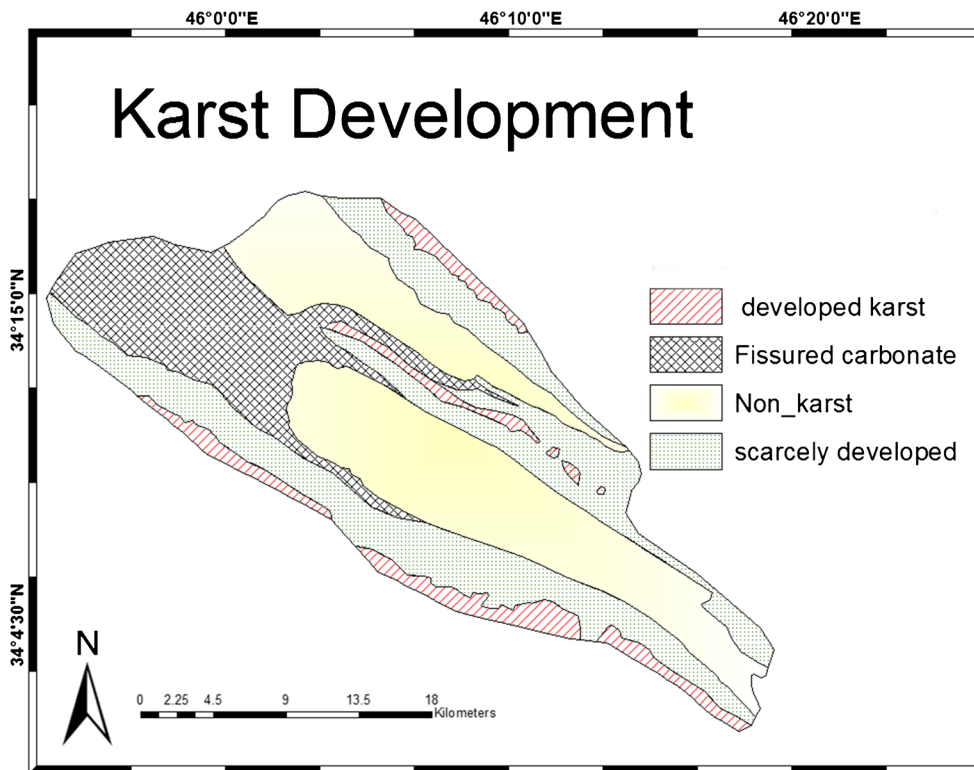 46°0'0"E 46°10'0"E 46°20'0"E
Karst Development
34°15'0"N
developed karst
Fissured carbonate
Non_karst
scarcely developed
34°4'30"N
N
0 2.25 4.5 9 13.5 18
Kilometers